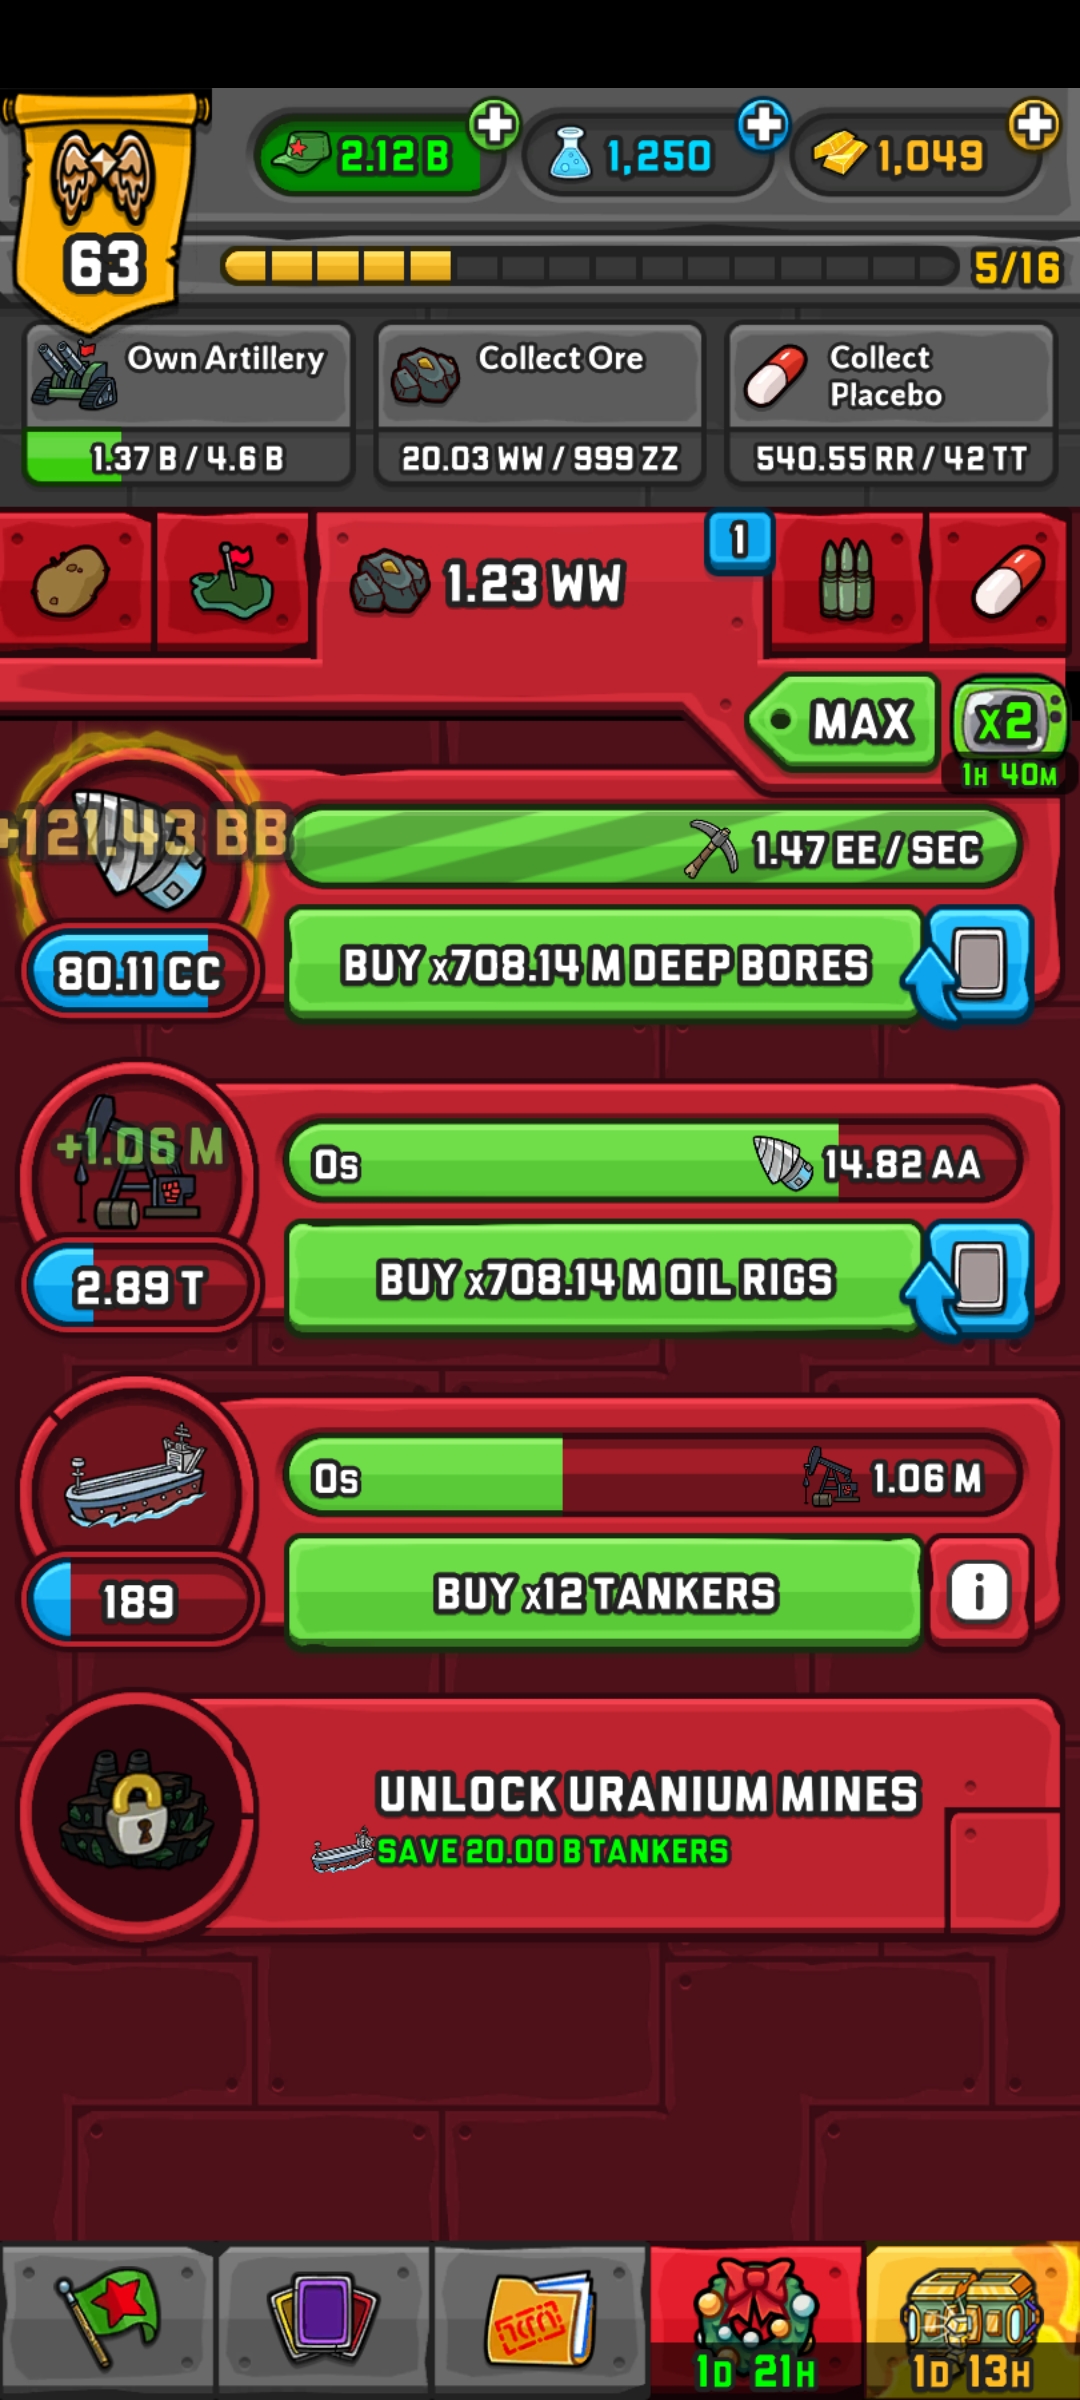 2.12 B
1,250
1,049
63
5/16
Own Artillery
1.37 B / 4.6 B
Collect Ore
20.03 WW / 999 ZZ
Collect
Placebo
540.55 RR / 42 TT
1.23 WW
1
MAX
x2
1H 40M
+121.43 BB
1.47 EE / SEC
80.11 CC
BUY x708.14 M DEEP BORES
+1.06 M
0s
14.82 AA
2.89 T
BUY x708.14 M OIL RIGS
0s
1.06 M
189
BUY x12 TANKERS
i
UNLOCK URANIUM MINES
SAVE 20.00 B TANKERS
1D 21H
1D 13H